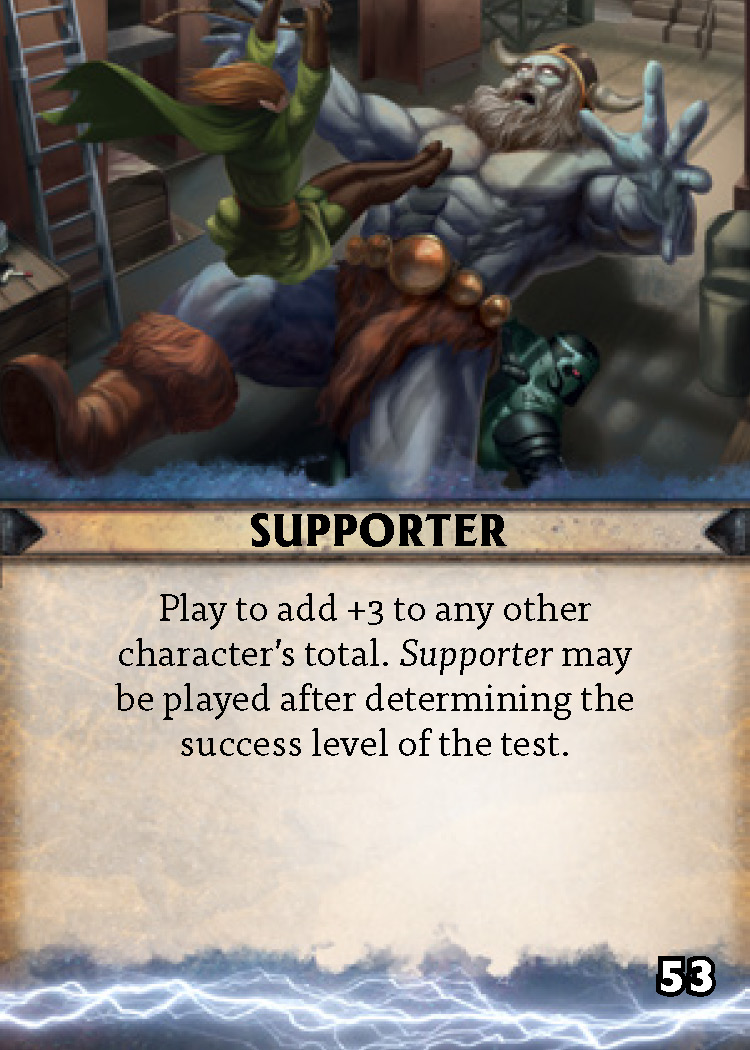 SUPPORTER
Play to add +3 to any other
character's total. Supporter may
be played after determining the
success level of the test.
53